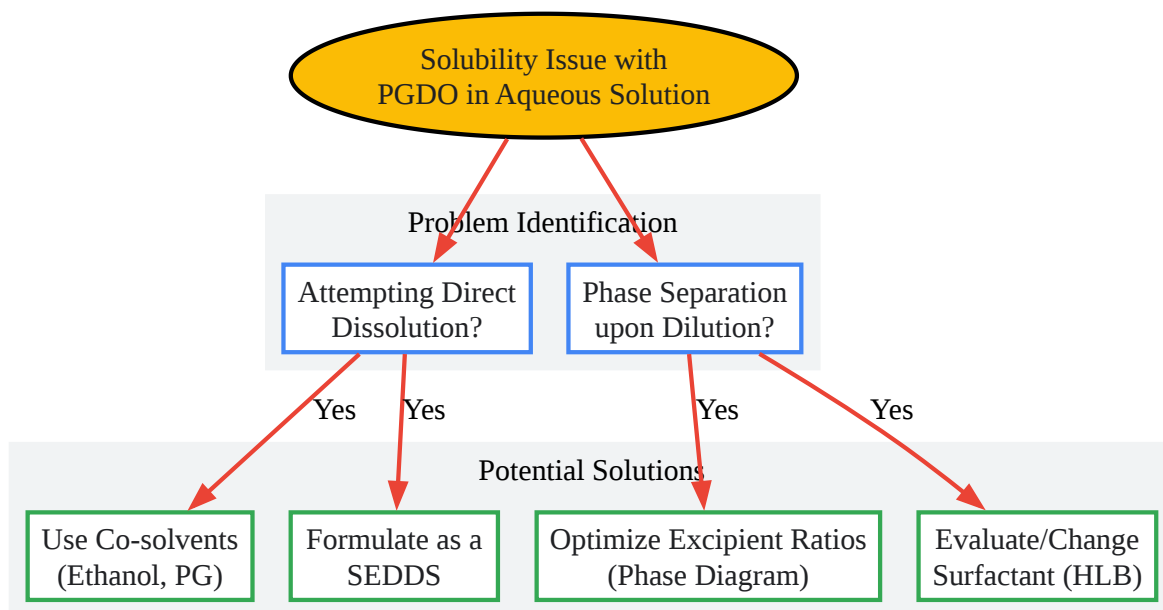 Solubility Issue with
PGDO in Aqueous Solution
Problem Identification
Attempting Direct
Dissolution?
Phase Separation
upon Dilution?
Yes
Yes
Yes
Yes
Potential Solutions
Use Co-solvents
(Ethanol, PG)
Formulate as a
SEDDS
Optimize Excipient Ratios
(Phase Diagram)
Evaluate/Change
Surfactant (HLB)